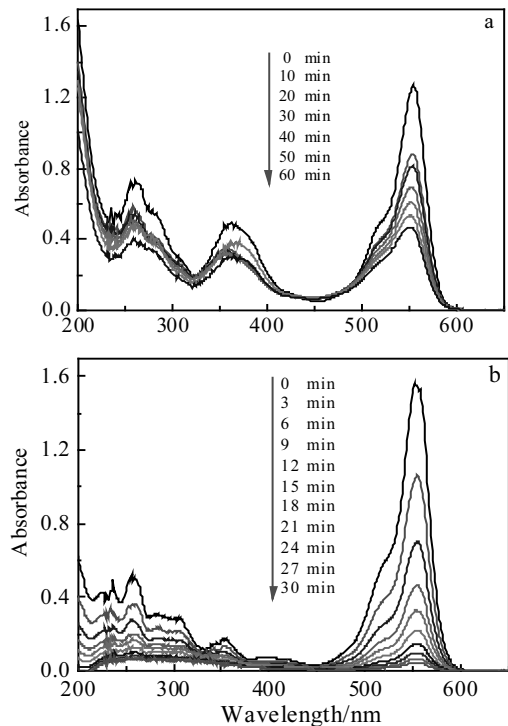 a
1.6
1.2
0.8
0.4
0.0
Absorbance
0 min
10 min
20 min
30 min
40 min
50 min
60 min
200 300 400 500 600
b
1.6
1.2
0.8
0.4
0.0
Absorbance
0 min
3 min
6 min
9 min
12 min
15 min
18 min
21 min
24 min
27 min
30 min
200 300 400 500 600
Wavelength/nm